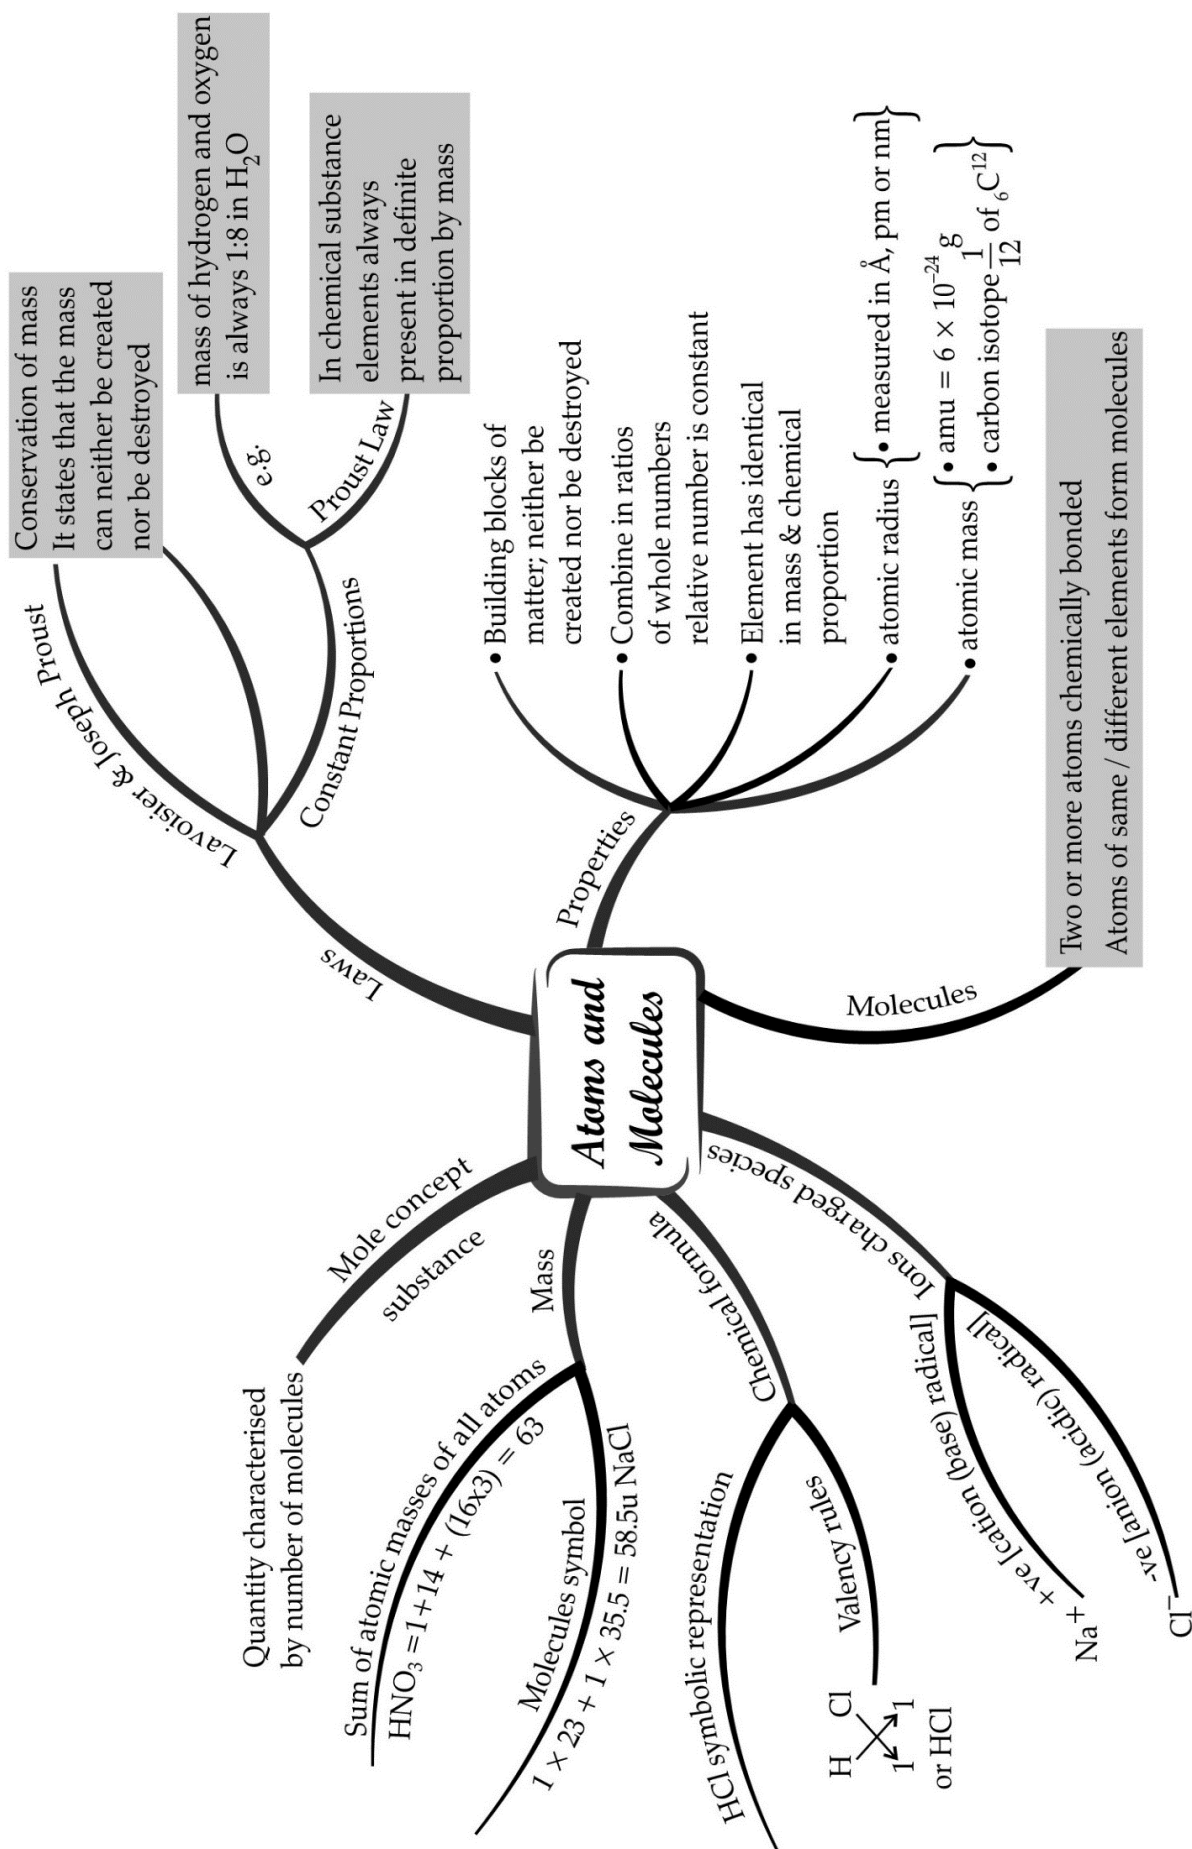 Atoms and
Molecules
Laws
Lavoisier & Joseph Proust
Conservation of mass
It states that the mass
can neither be created
nor be destroyed
Constant Proportions
e.g.
mass of hydrogen and oxygen
is always 1:8 in H₂O
Proust Law
In chemical substance
elements always
present in definite
proportion by mass
Properties
• Building blocks of
matter; neither be
created nor be destroyed
• Combine in ratios
of whole numbers
relative number is constant
• Element has identical
in mass & chemical
proportion
• atomic radius { • measured in Å, pm or nm }
• atomic mass { • amu = 6 × 10⁻²⁴ g
• carbon isotope 1/12 of ₆C¹² }
Molecules
Two or more atoms chemically bonded
Atoms of same / different elements form molecules
Mole concept
substance
Quantity characterised
by number of molecules
Mass
Sum of atomic masses of all atoms
HNO₃ = 1+14 + (16x3) = 63
Molecules symbol
1 × 23 + 1 × 35.5 = 58.5u NaCl
Chemical formula
HCl symbolic representation
Valency rules
H Cl
1 1
or HCl
Ions charged species
+ve [cation (base) radical]
Na⁺
-ve [anion (acidic) radical]
Cl⁻